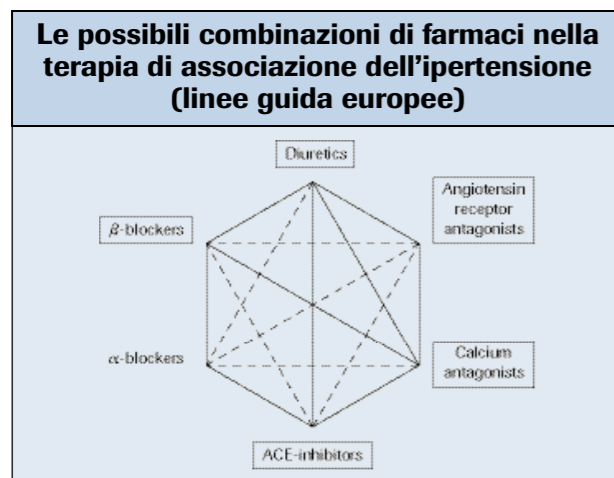 Le possibili combinazioni di farmaci nella
terapia di associazione dell'ipertensione
(linee guida europee)
Diuretics
Angiotensin
receptor
antagonists
β-blockers
α-blockers
Calcium
antagonists
ACE-inhibitors